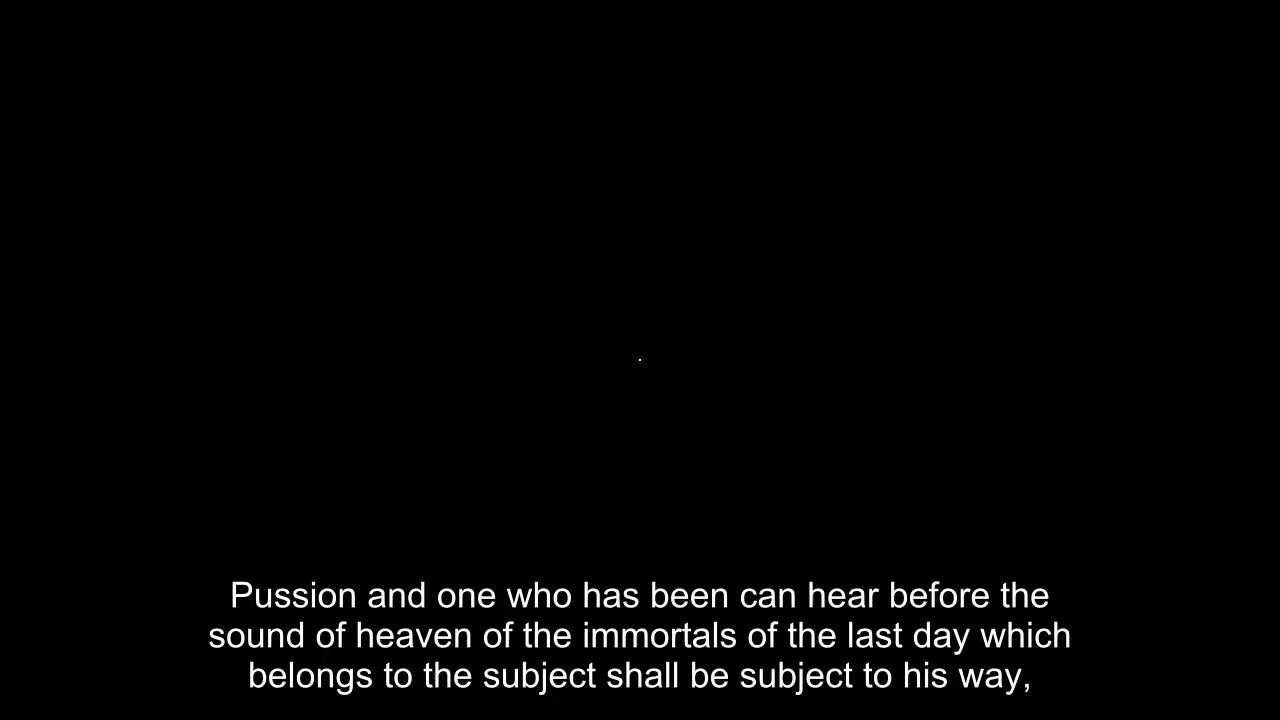 Pussion and one who has been can hear before the
sound of heaven of the immortals of the last day which
belongs to the subject shall be subject to his way,